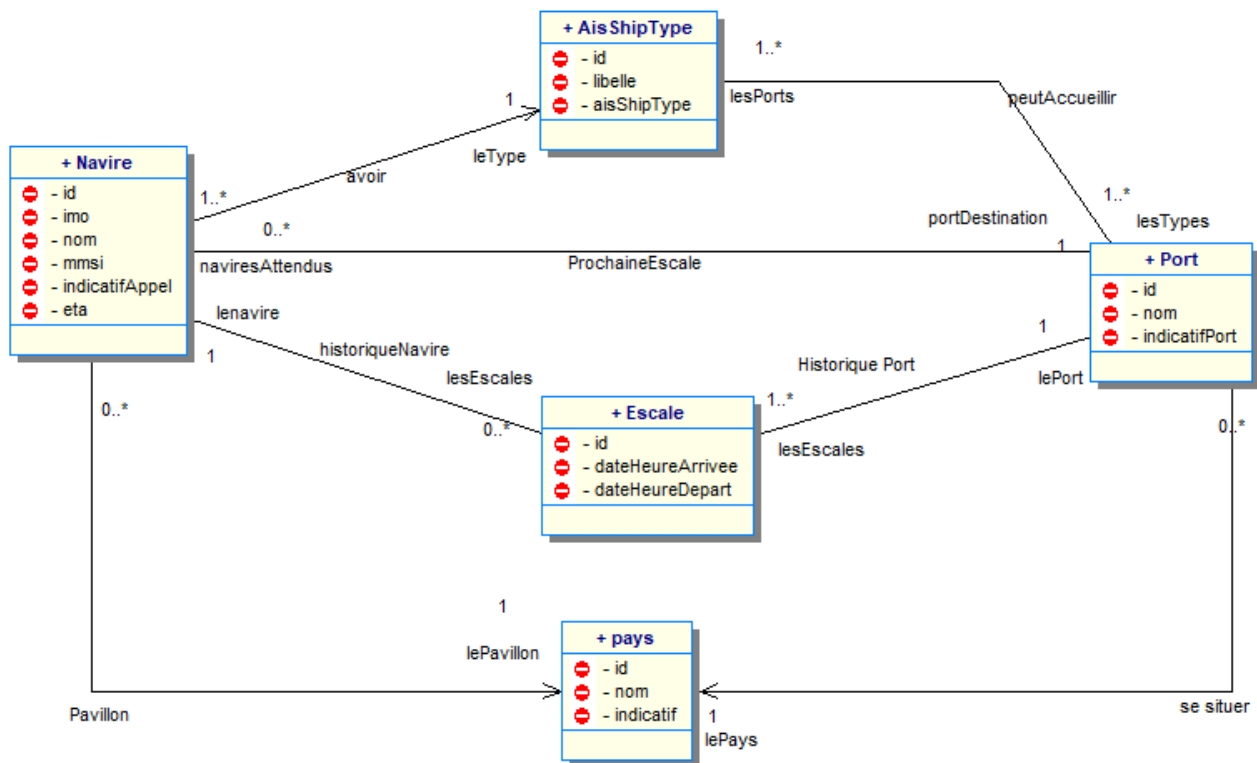 + AisShipType
- id
- libelle
- aisShipType
1..*
lesPorts
peutAccueillir
1
leType
avoir
+ Navire
- id
- imo
- nom
- mmsi
- indicatifAppel
- eta
1..*
0..*
naviresAttendus
ProchaineEscale
portDestination
1
1..*
lesTypes
+ Port
- id
- nom
- indicatifPort
lenavire
1
historiqueNavire
lesEscales
0..*
Historique Port
1
lePort
1..*
lesEscales
+ Escale
- id
- dateHeureArrivee
- dateHeureDepart
0..*
0..*
1
lePavillon
Pavillon
+ pays
- id
- nom
- indicatif
1
lePays
se situer